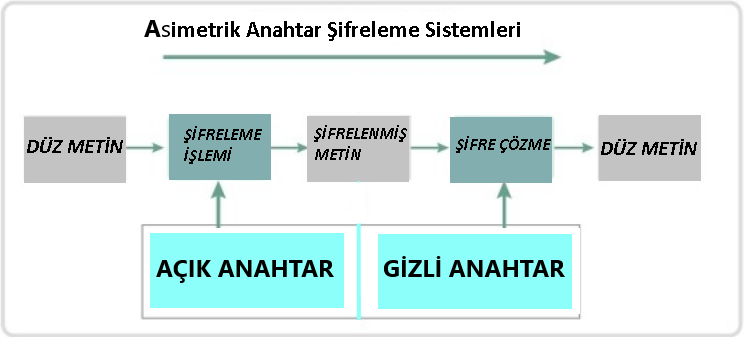 Asimetrik Anahtar Şifreleme Sistemleri
DÜZ METİN
ŞİFRELEME
İŞLEMİ
ŞİFRELENMİŞ
METİN
ŞİFRE ÇÖZME
DÜZ METİN
AÇIK ANAHTAR
GİZLİ ANAHTAR